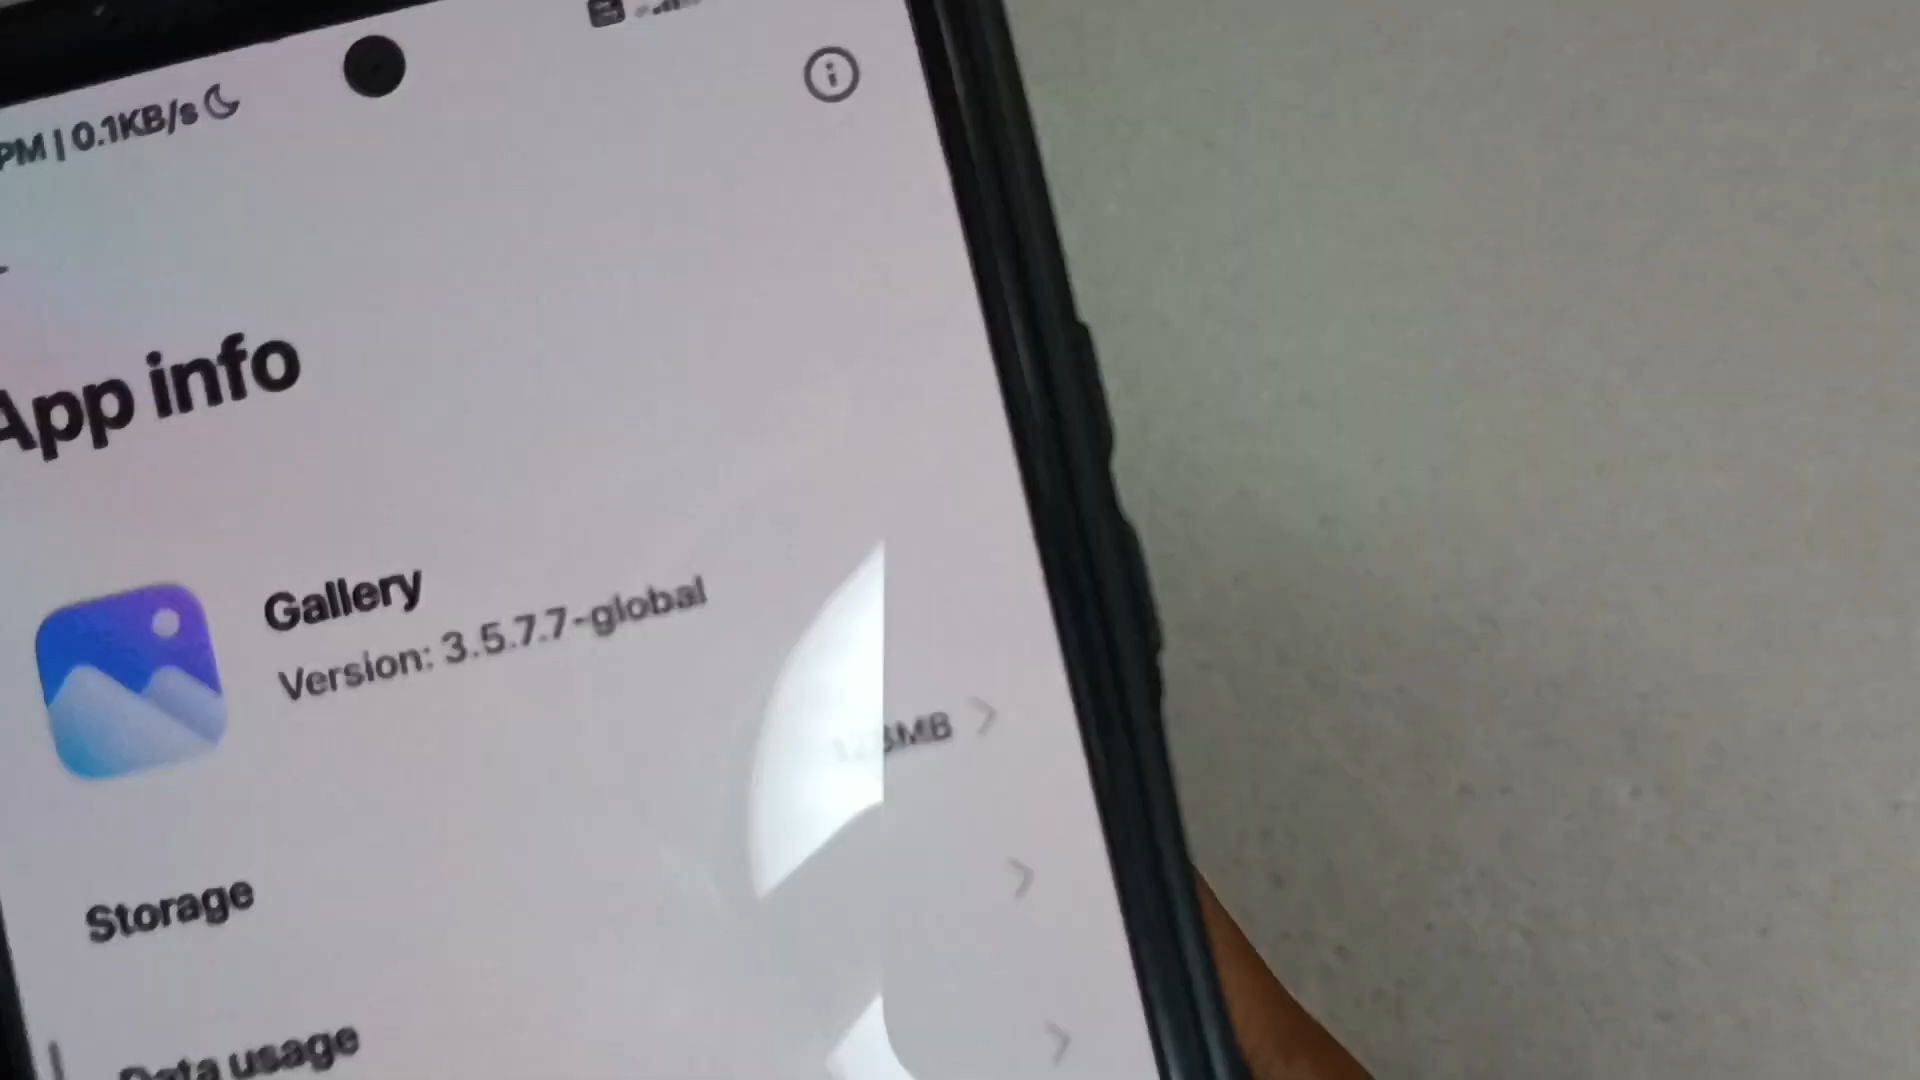 PM | 0.1KB/s
App info
Gallery
Version: 3.5.7.7-global
Storage
Data usage